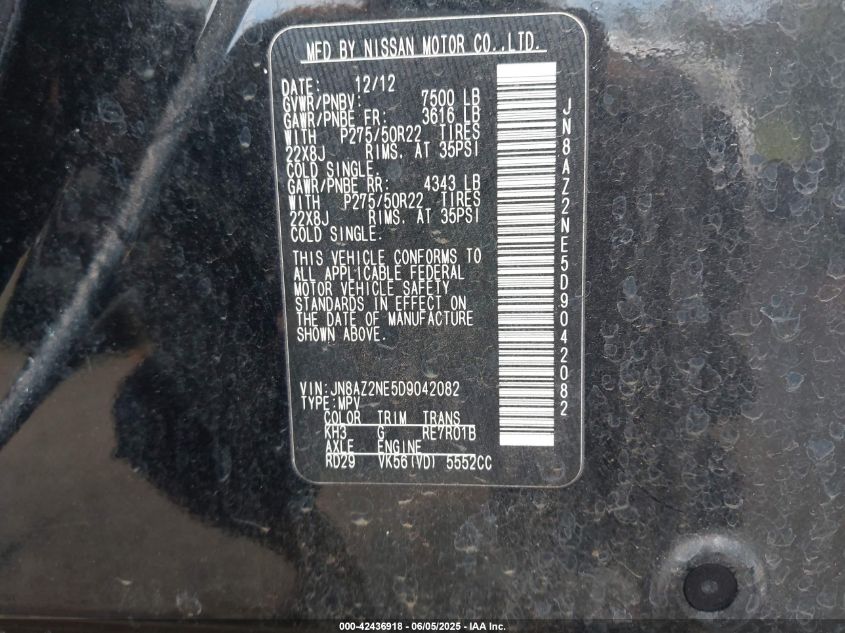 MFD BY NISSAN MOTOR CO.,LTD.
DATE: 12/12
GVWR/PNBV: 7500 LB
GAWR/PNBE FR: 3616 LB
WITH P275/50R22 TIRES
22X8J RIMS. AT 35PSI
COLD SINGLE.
GAWR/PNBE RR: 4343 LB
WITH P275/50R22 TIRES
22X8J RIMS. AT 35PSI
COLD SINGLE.
THIS VEHICLE CONFORMS TO
ALL APPLICABLE FEDERAL
MOTOR VEHICLE SAFETY
STANDARDS IN EFFECT ON
THE DATE OF MANUFACTURE
SHOWN ABOVE.
VIN:JN8AZ2NE5D9042082
TYPE:MPV
COLOR TRIM TRANS
KH3 G RE7R01B
AXLE ENGINE
RD29 VK56(VD) 5552CC
JN8AZ2NE5D9042082
000-42436918 - 06/05/2025 - IAA Inc.